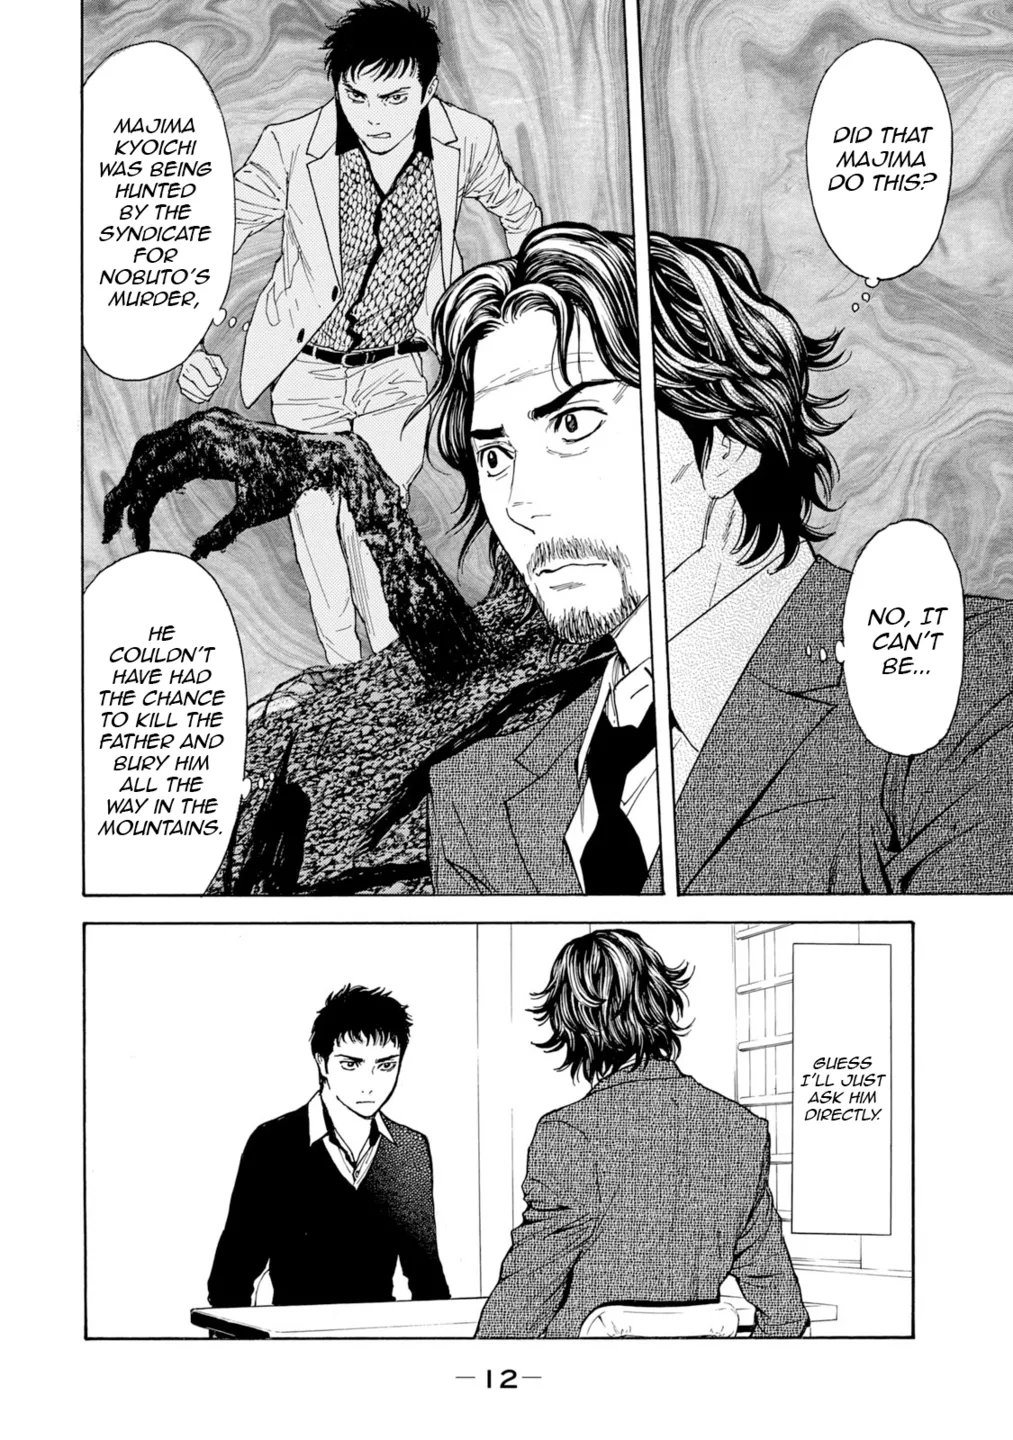 DID THAT
MAJIMA
DO THIS?
NO, IT
CAN'T
BE...
MAJIMA
KYOICHI
WAS BEING
HUNTED
BY THE
SYNDICATE
FOR
NOBUTO'S
MURDER,
HE
COULDN'T
HAVE HAD
THE CHANCE
TO KILL THE
FATHER AND
BURY HIM
ALL THE
WAY IN THE
MOUNTAINS.
GUESS
I'LL JUST
ASK HIM
DIRECTLY.
—12—